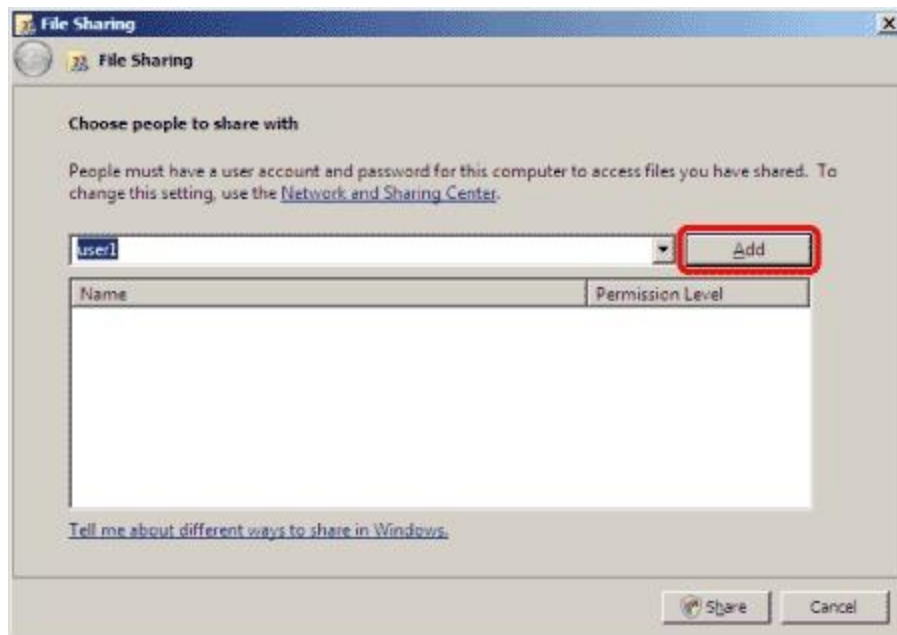 File Sharing
File Sharing
Choose people to share with
People must have a user account and password for this computer to access files you have shared. To
change this setting, use the Network and Sharing Center.
user1
Add
Name
Permission Level
Tell me about different ways to share in Windows.
Share
Cancel